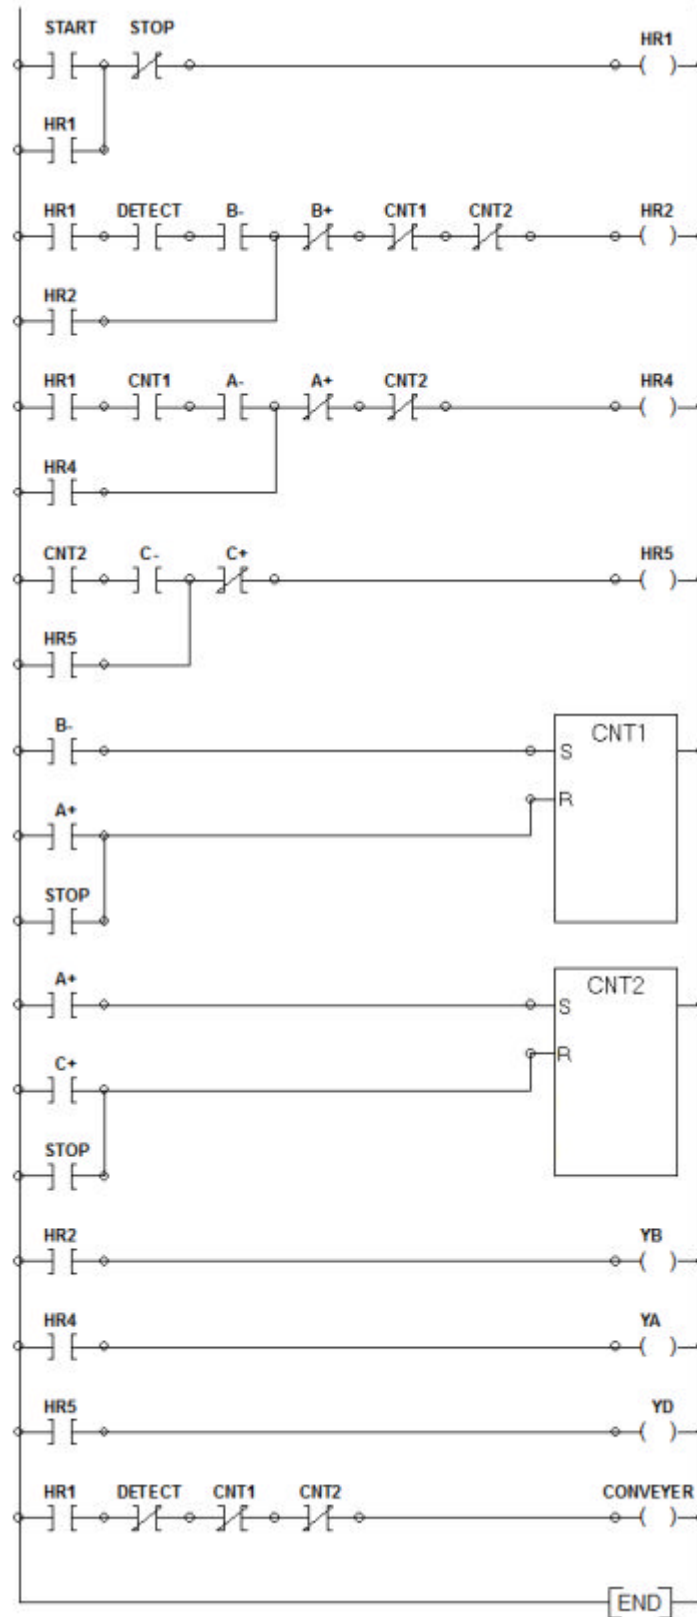 START STOP HR1
HR1
HR1 DETECT B- B+ CNT1 CNT2 HR2
HR2
HR1 CNT1 A- A+ CNT2 HR4
HR4
CNT2 C- C+ HR5
HR5
B- CNT1
S
A+ R
STOP
A+ CNT2
S
C+ R
STOP
HR2 YB
HR4 YA
HR5 YD
HR1 DETECT CNT1 CNT2 CONVEYER
END